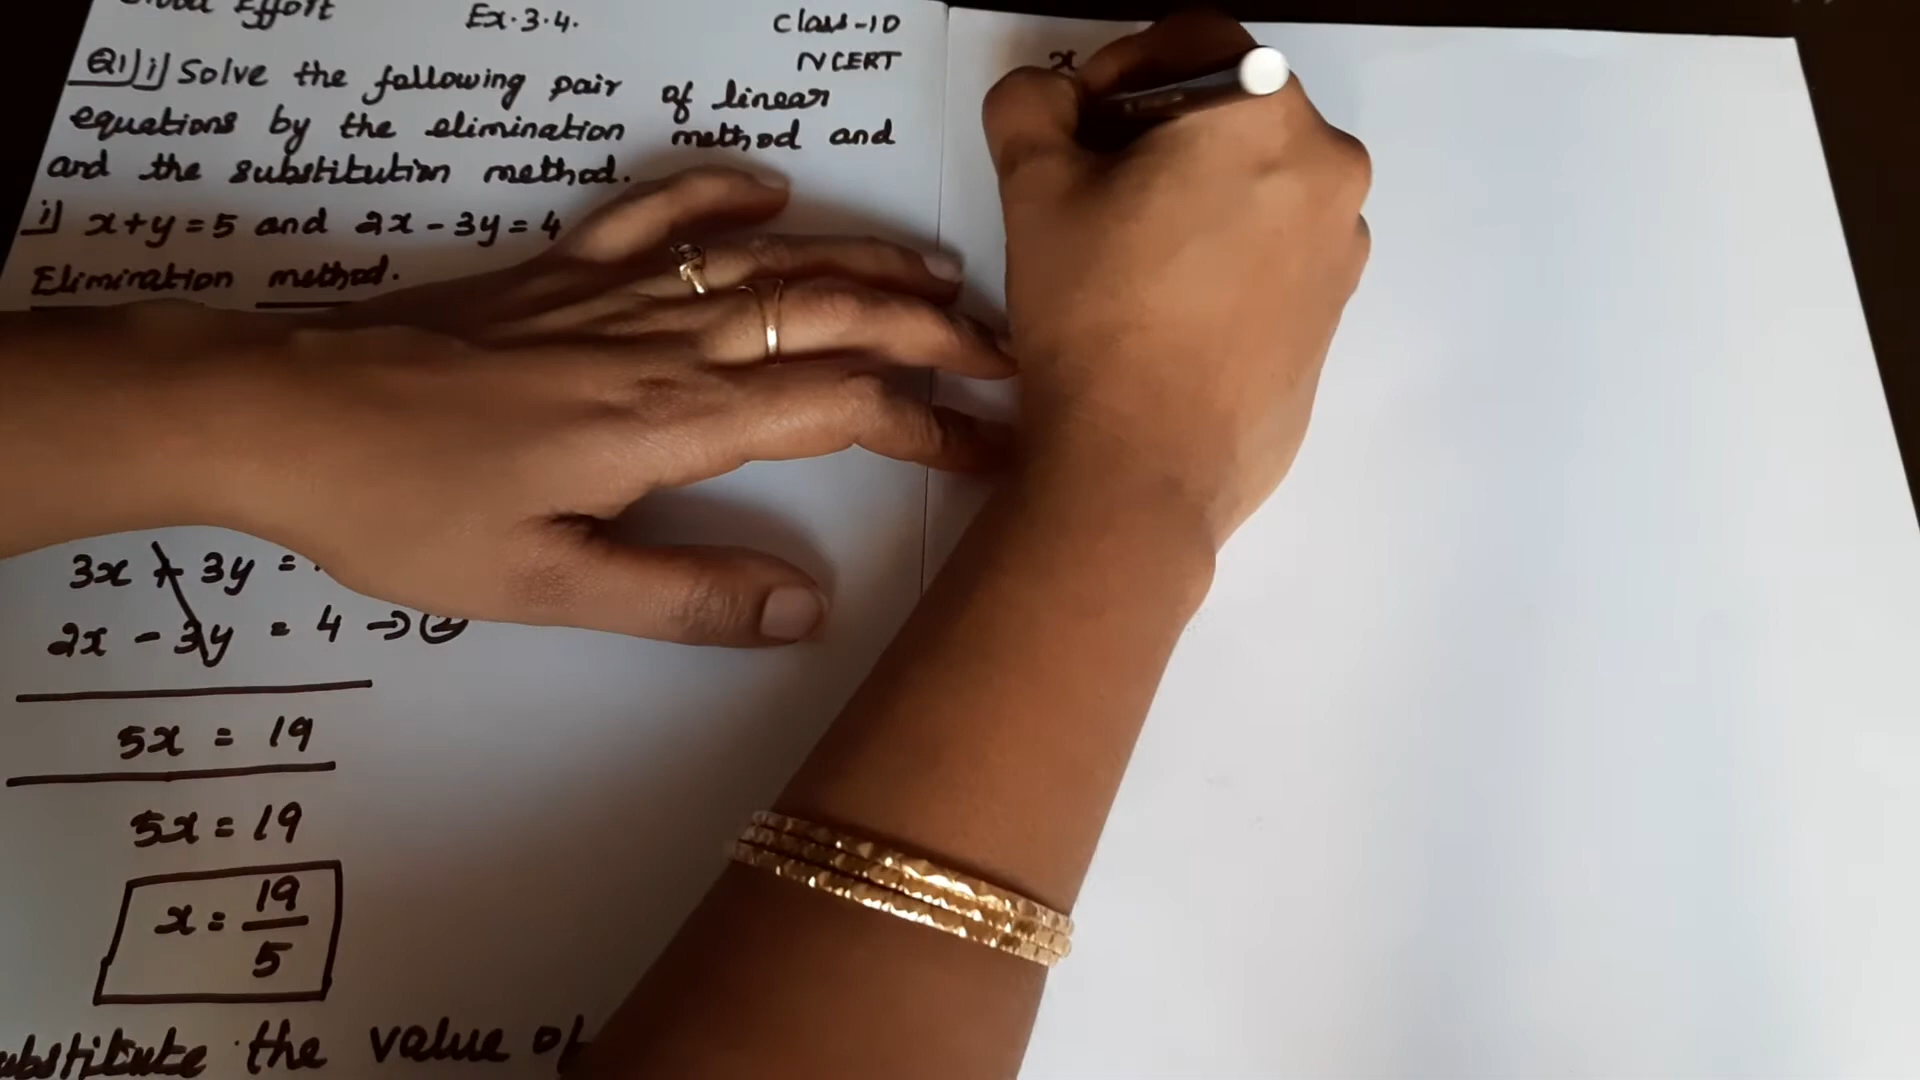 Effort Ex.3.4. Class-10
NCERT
Q1) i) Solve the following pair of linear
equations by the elimination method and
and the substitution method.
i) x+y=5 and 2x-3y=4
Elimination method.
3x + 3y =
2x - 3y = 4 → 2
5x = 19
5x = 19
x = 19/5
the value of
x